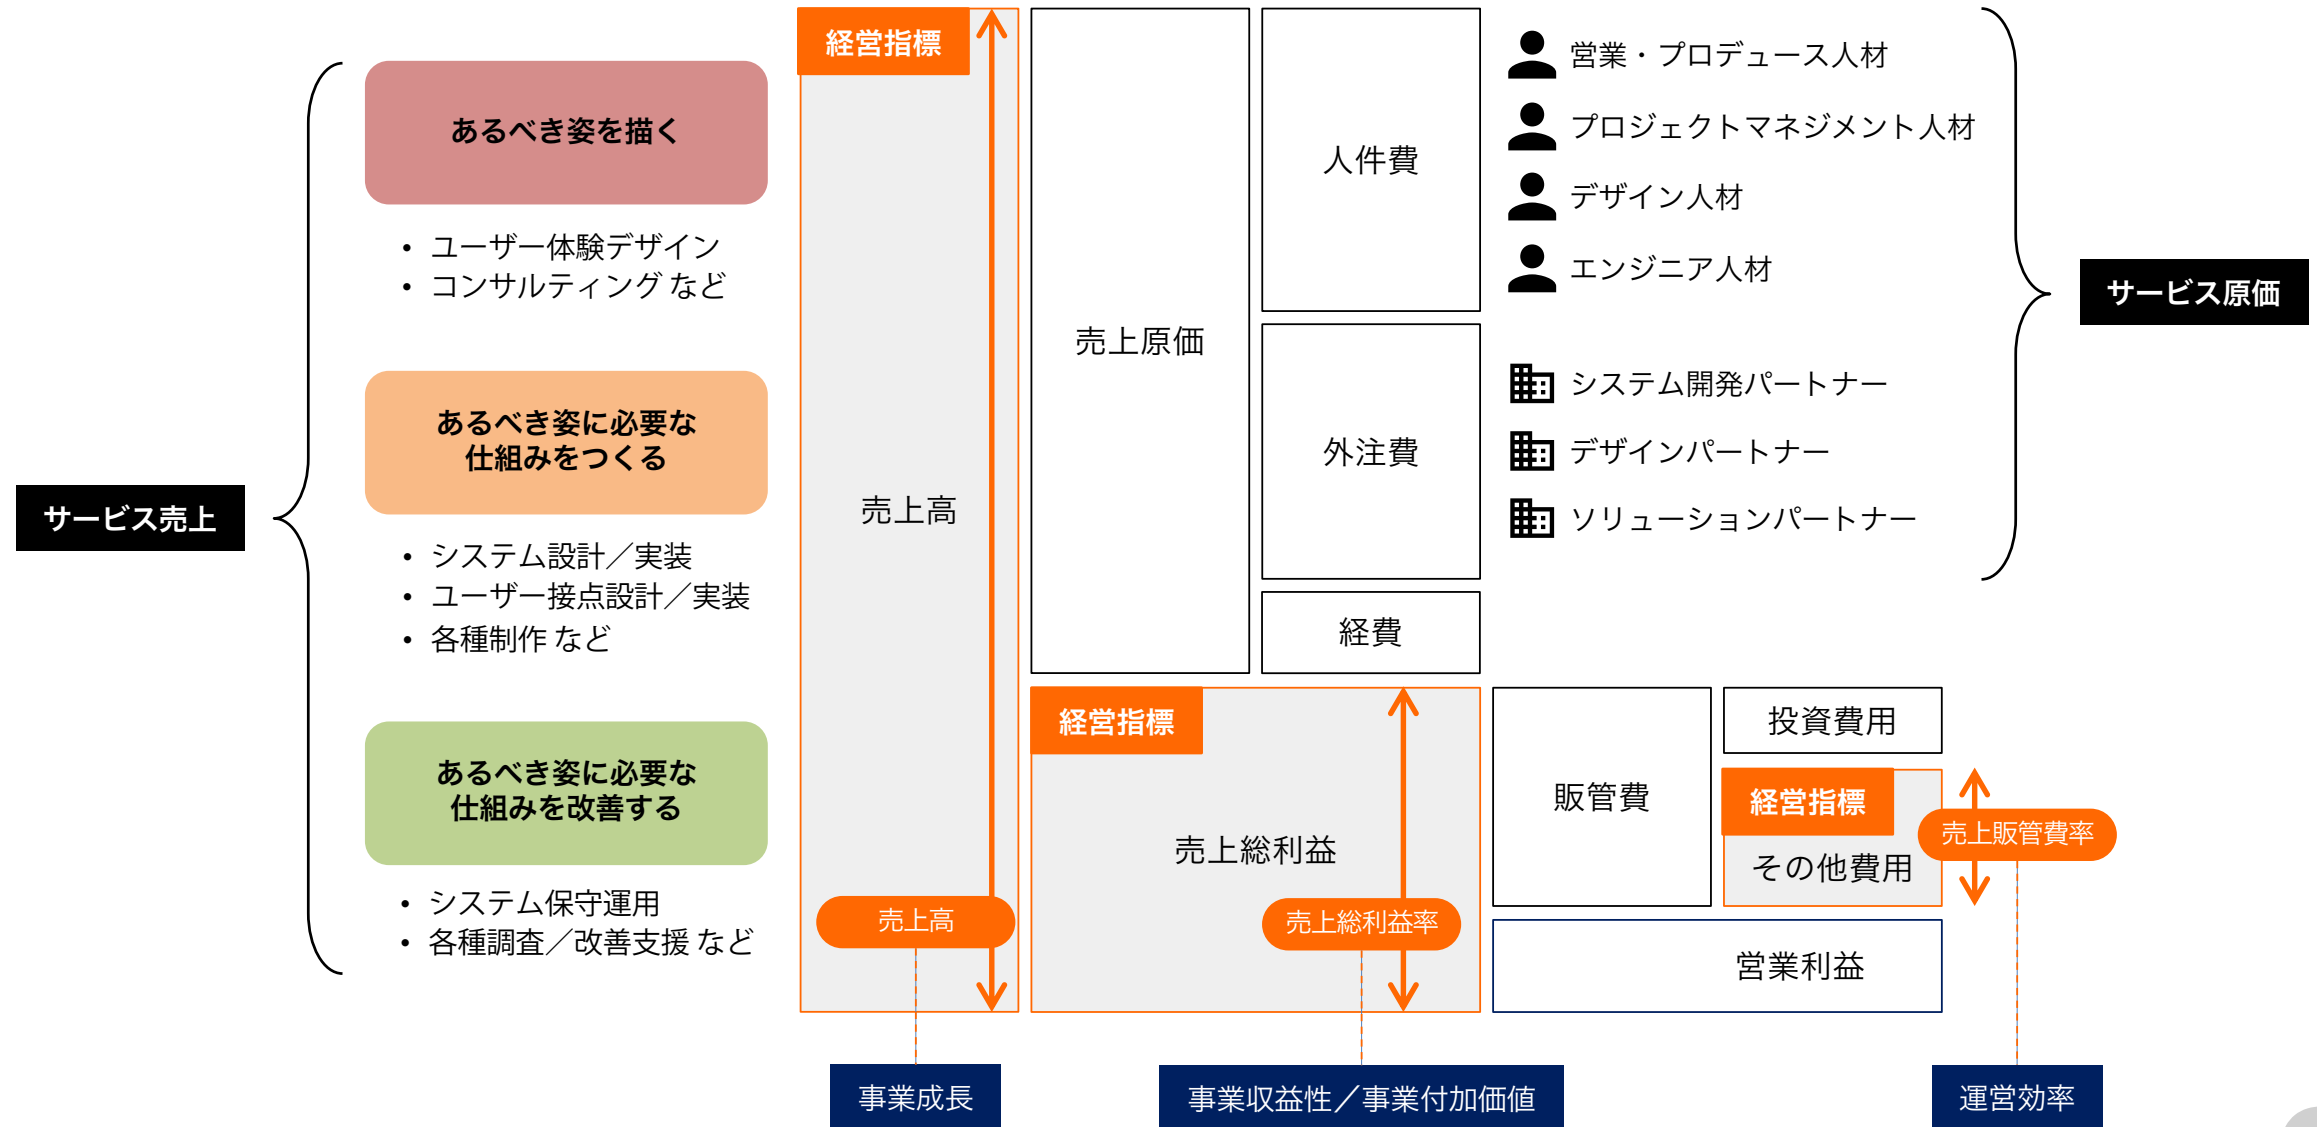 サービス売上
あるべき姿を描く
• ユーザー体験デザイン
• コンサルティング など
あるべき姿に必要な
仕組みをつくる
• システム設計／実装
• ユーザー接点設計／実装
• 各種制作 など
あるべき姿に必要な
仕組みを改善する
• システム保守運用
• 各種調査／改善支援 など
経営指標
売上高
売上高
事業成長
売上原価
人件費
外注費
経費
営業・プロデュース人材
プロジェクトマネジメント人材
デザイン人材
エンジニア人材
システム開発パートナー
デザインパートナー
ソリューションパートナー
サービス原価
経営指標
売上総利益
売上総利益率
事業収益性／事業付加価値
販管費
投資費用
経営指標
その他費用
売上販管費率
営業利益
運営効率